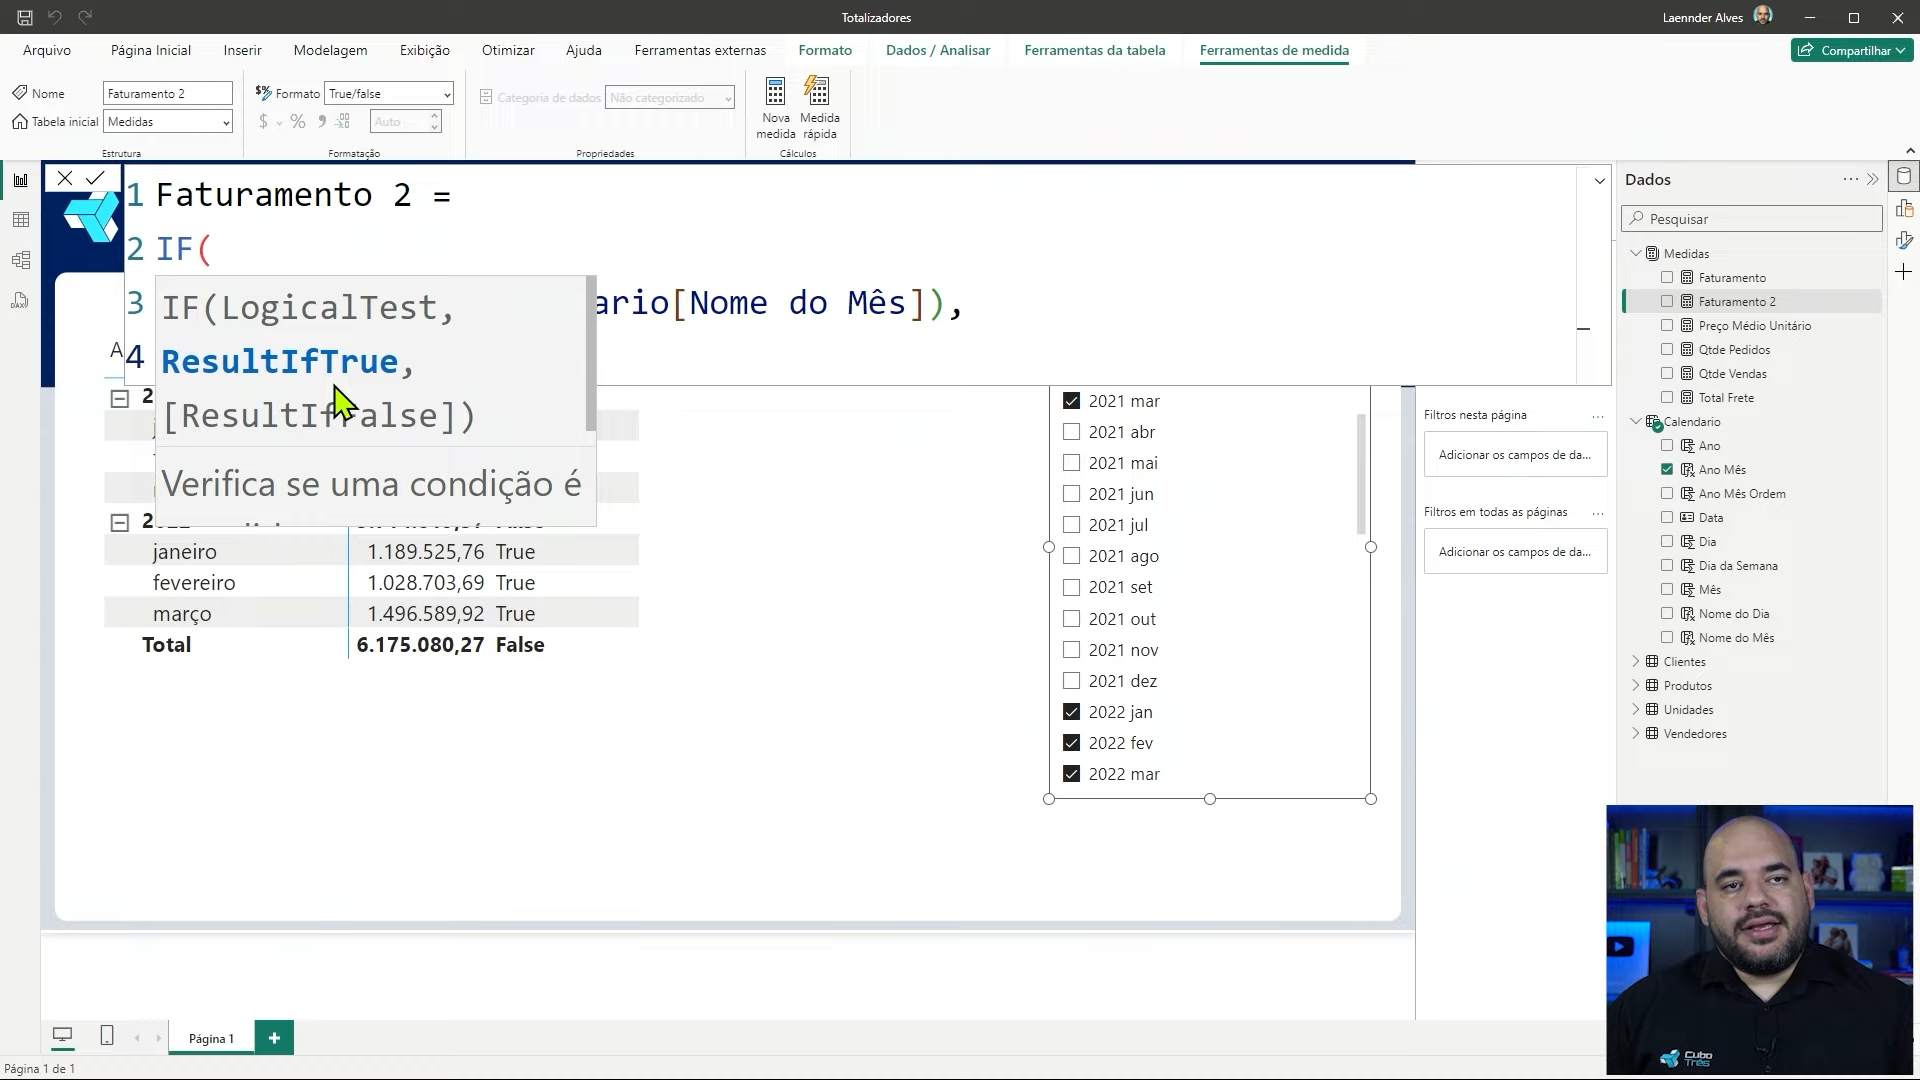 Totalizadores
Laennder Alves
Arquivo
Página Inicial
Inserir
Modelagem
Exibição
Otimizar
Ajuda
Ferramentas externas
Formato
Dados / Analisar
Ferramentas da tabela
Ferramentas de medida
Compartilhar
Nome
Faturamento 2
Tabela inicial
Medidas
Estrutura
Formato
True/false
$
%
Auto
Formatação
Categoria de dados
Não categorizado
Propriedades
Nova medida
Medida rápida
Cálculos
1 Faturamento 2 =
2 IF(
3 ario[Nome do Mês]),
4
IF(LogicalTest,
ResultIfTrue,
[ResultIfFalse])
Verifica se uma condição é
janeiro 1.189.525,76 True
fevereiro 1.028.703,69 True
março 1.496.589,92 True
Total 6.175.080,27 False
2021 mar
2021 abr
2021 mai
2021 jun
2021 jul
2021 ago
2021 set
2021 out
2021 nov
2021 dez
2022 jan
2022 fev
2022 mar
Filtros nesta página
Adicionar os campos de da...
Filtros em todas as páginas
Adicionar os campos de da...
Dados
Pesquisar
Medidas
Faturamento
Faturamento 2
Preço Médio Unitário
Qtde Pedidos
Qtde Vendas
Total Frete
Calendario
Ano
Ano Mês
Ano Mês Ordem
Data
Dia
Dia da Semana
Mês
Nome do Dia
Nome do Mês
Clientes
Produtos
Unidades
Vendedores
Cubo
Três
Página 1
Página 1 de 1